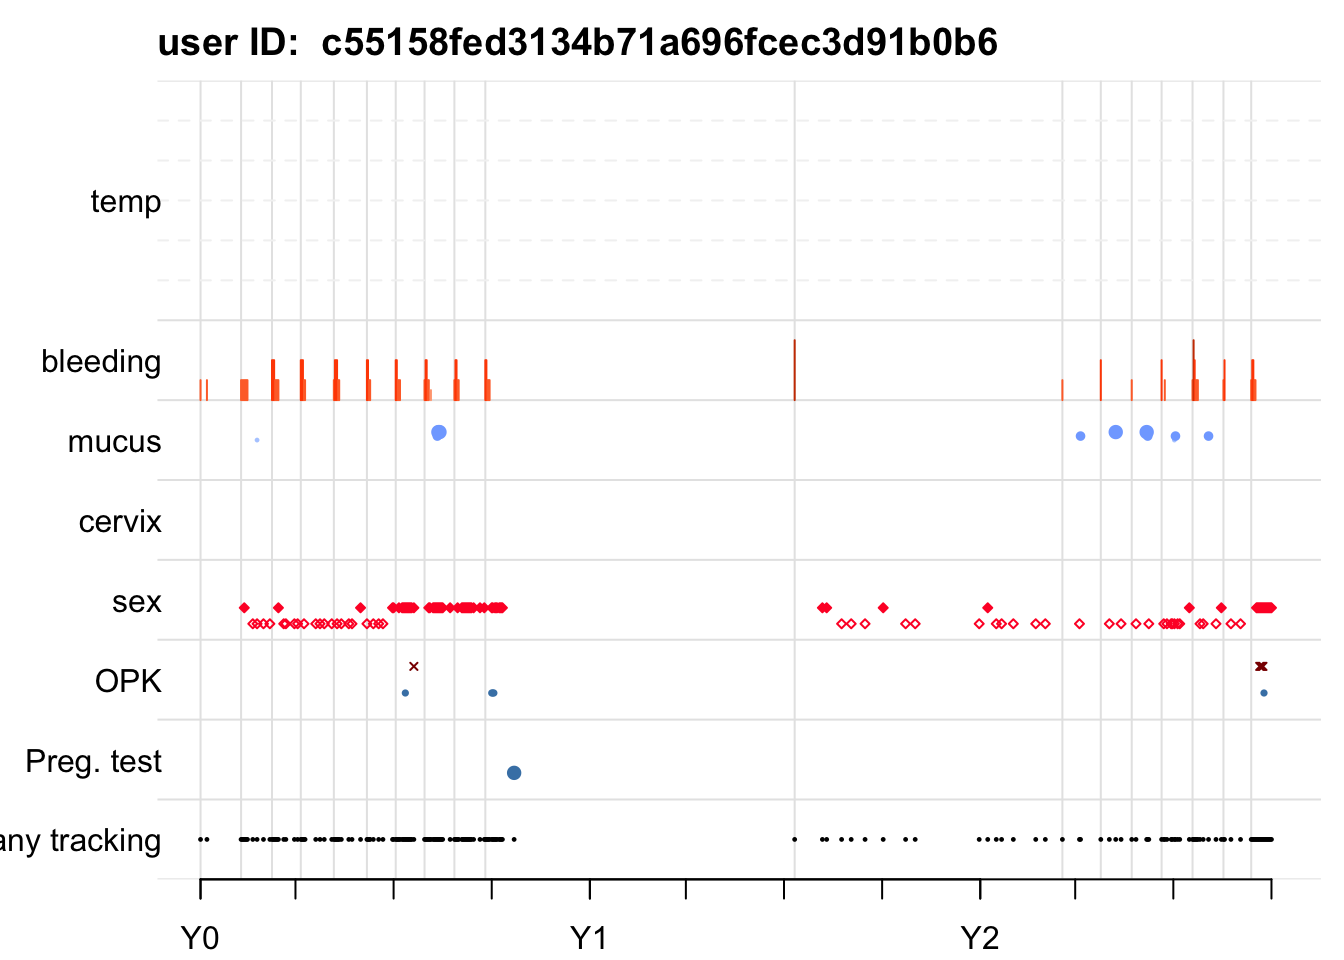 user ID:  c55158fed3134b71a696fcec3d91b0b6
temp
bleeding
mucus
cervix
sex
OPK
Preg. test
any tracking
Y0 Y1 Y2